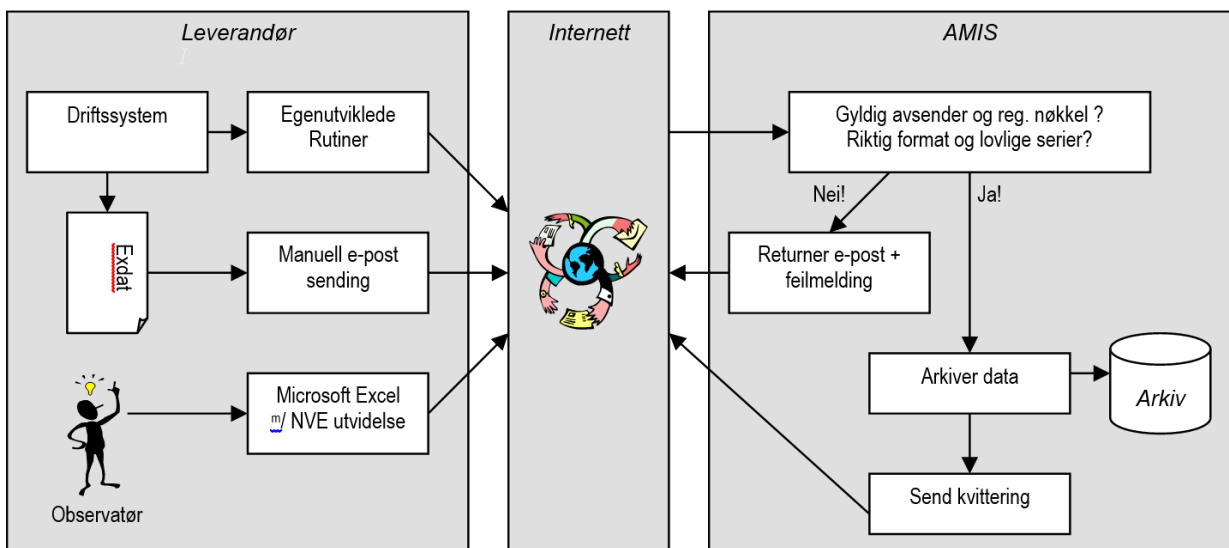 Leverandør
Internett
AMIS
Driftssystem
Egenutviklede
Rutiner
Exdat
Manuell e-post
sending
Microsoft Excel
m/ NVE utvidelse
Observatør
Gyldig avsender og reg. nøkkel ?
Riktig format og lovlige serier?
Nei!
Ja!
Returner e-post +
feilmelding
Arkiver data
Arkiv
Send kvittering